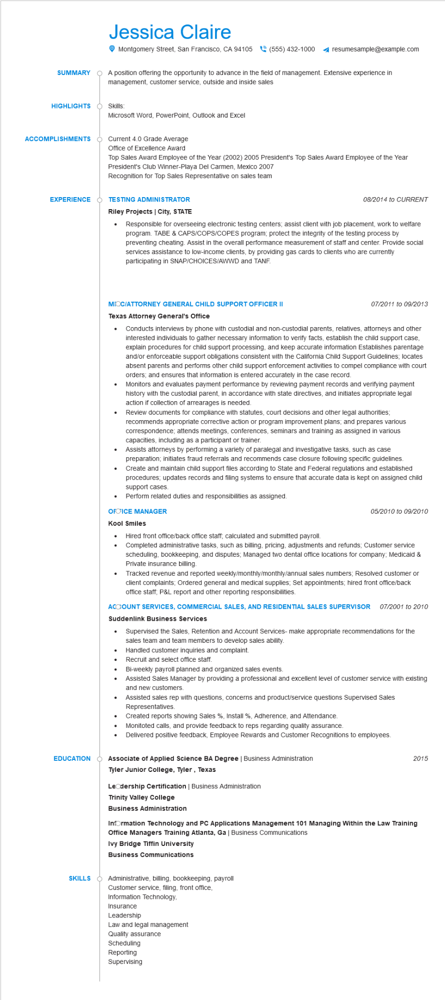 Jessica Claire
Montgomery Street, San Francisco, CA 94105 (555) 432-1000 resumesample@example.com
SUMMARY
A position offering the opportunity to advance in the field of management. Extensive experience in
management, customer service, outside and inside sales
HIGHLIGHTS
Skills:
Microsoft Word, PowerPoint, Outlook and Excel
ACCOMPLISHMENTS
Current 4.0 Grade Average
Office of Excellence Award
Top Sales Award Employee of the Year (2002) 2005 President's Top Sales Award Employee of the Year
President's Club Winner-Playa Del Carmen, Mexico 2007
Recognition for Top Sales Representative on sales team
EXPERIENCE
TESTING ADMINISTRATOR 08/2014 to CURRENT
Riley Projects | City, STATE
• Responsible for overseeing electronic testing centers; assist client with job placement, work to welfare
program. TABE & CAPS/COPS/COPES program; protect the integrity of the testing process by
preventing cheating. Assist in the overall performance measurement of staff and center. Provide social
services assistance to low-income clients, by providing gas cards to clients who are currently
participating in SNAP/CHOICES/AWWD and TANF.
GENERAL CHILD SUPPORT OFFICER II 07/2011 to 09/2013
Texas Attorney General's Office
• Conducts interviews by phone with custodial and non-custodial parents, relatives, attorneys and other
interested individuals to gather necessary information to verify facts, establish the child support case,
explain procedures for child support processing, and keep accurate information Establishes parentage
and/or enforceable support obligations consistent with the California Child Support Guidelines; locates
absent parents and performs other child support enforcement activities to compel compliance with court
orders; and ensures that information is entered accurately in the case record.
• Monitors and evaluates payment performance by reviewing payment records and verifying payment
history with the custodial parent, in accordance with state directives, and initiates appropriate legal
action if collection of arrearages is needed.
• Review documents for compliance with statutes, court decisions and other legal authorities;
recommends appropriate corrective action or program improvement plans; and prepares various
correspondence; attends meetings, conferences, seminars and training as assigned in various
capacities, including as a participant or trainer.
• Assists attorneys by performing a variety of paralegal and investigative tasks, such as case
preparation; initiates fraud referrals and recommends case closure following specific guidelines.
• Create and maintain child support files according to State and Federal regulations and established
procedures; updates records and filing systems to ensure that accurate data is kept on assigned child
support cases.
• Perform related duties and responsibilities as assigned.
OFFICE MANAGER 05/2010 to 09/2010
Kool Smiles
• Hired front office/back office staff; calculated and submitted payroll.
• Completed administrative tasks, such as billing, pricing, adjustments and refunds; Customer service
scheduling, bookkeeping, and disputes; Managed two dental office locations for company; Medicaid &
Private insurance billing.
• Tracked revenue and reported weekly/monthly/monthly/annual sales numbers; Resolved customer or
client complaints; Ordered general and medical supplies; Set appointments; hired front office/back
office staff; P&L report and other reporting responsibilities.
ACCOUNT SERVICES, COMMERCIAL SALES, AND RESIDENTIAL SALES SUPERVISOR 07/2001 to 2010
Suddenlink Business Services
• Supervised the Sales, Retention and Account Services- make appropriate recommendations for the
sales team and team members to develop sales ability.
• Handled customer inquiries and complaint.
• Recruit and select office staff.
• Bi-weekly payroll planned and organized sales events.
• Assisted Sales Manager by providing a professional and excellent level of customer service with existing
and new customers.
• Assisted sales rep with questions, concerns and product/service questions Supervised Sales
Representatives.
• Created reports showing Sales %, Install %, Adherence, and Attendance.
• Monitoted calls, and provide feedback to reps regarding quality assurance.
• Delivered positive feedback, Employee Rewards and Customer Recognitions to employees.
EDUCATION
Associate of Applied Science BA Degree | Business Administration 2015
Tyler Junior College, Tyler , Texas
Leadership Certification | Business Administration
Trinity Valley College
Business Administration
Information Technology and PC Applications Management 101 Managing Within the Law Training
Office Managers Training Atlanta, Ga | Business Communications
Ivy Bridge Tiffin University
Business Communications
SKILLS
Administrative, billing, bookkeeping, payroll
Customer service, filing, front office,
Information Technology,
Insurance
Leadership
Law and legal management
Quality assurance
Scheduling
Reporting
Supervising